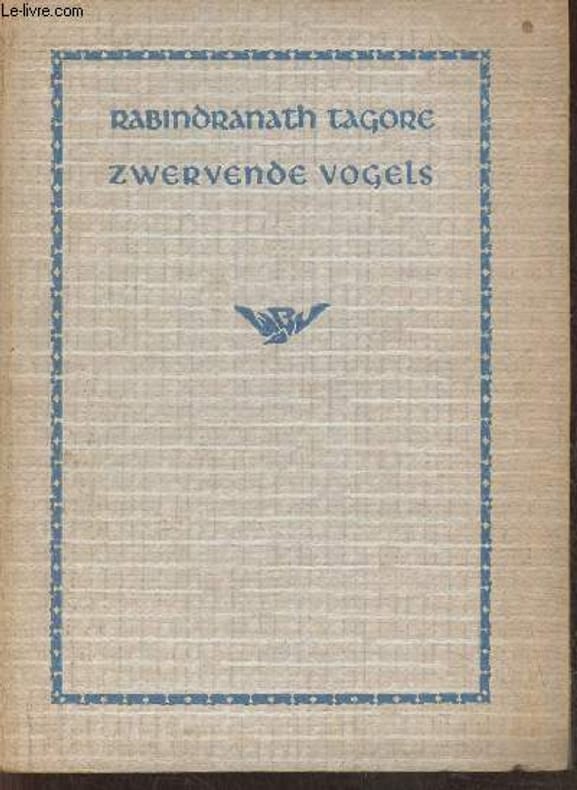 Le-livre.com
RABINDRANATH TAGORE
ZWERVENDE VOGELS